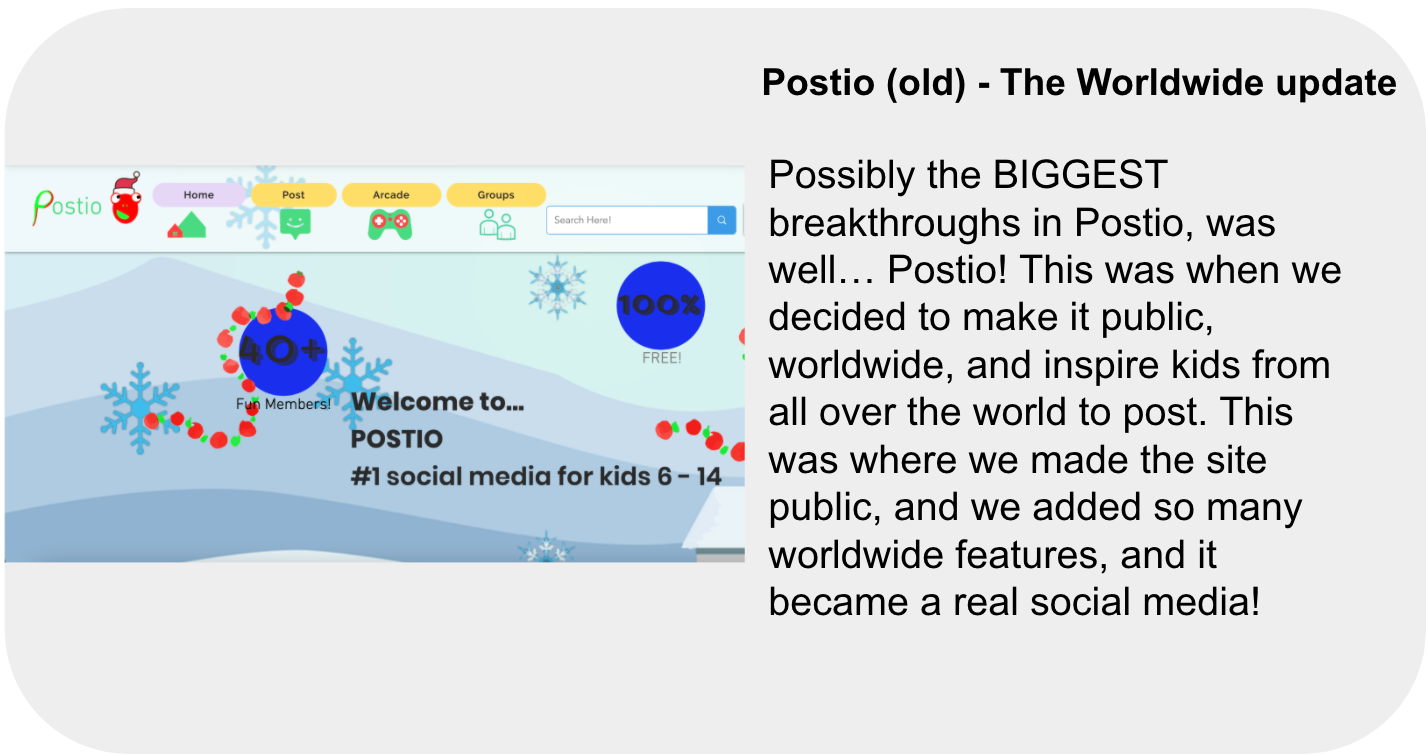 Postio (old) - The Worldwide update
Possibly the BIGGEST
breakthroughs in Postio, was
well… Postio! This was when we
decided to make it public,
worldwide, and inspire kids from
all over the world to post. This
was where we made the site
public, and we added so many
worldwide features, and it
became a real social media!
Postio
Home
Post
Arcade
Groups
Search Here!
40+
Fun Members!
100%
FREE!
Welcome to...
POSTIO
#1 social media for kids 6 - 14